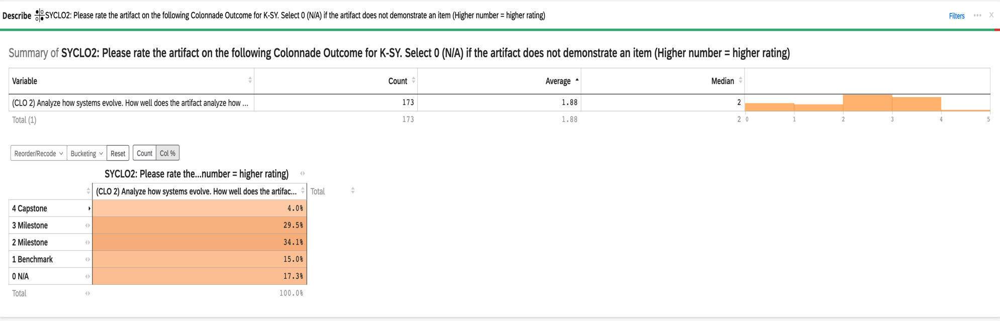 Describe SYCLO2: Please rate the artifact on the following Colonnade Outcome for K-SY. Select 0 (N/A) if the artifact does not demonstrate an item (Higher number = higher rating) Filters ••• X
Summary of SYCLO2: Please rate the artifact on the following Colonnade Outcome for K-SY. Select 0 (N/A) if the artifact does not demonstrate an item (Higher number = higher rating)
Variable Count Average Median
(CLO 2) Analyze how systems evolve. How well does the artifact analyze how ... 173 1.88 2
Total (1) 173 1.88 2 0 1 2 3 4 5
Reorder/Recode Bucketing Reset Count Col %
SYCLO2: Please rate the...number = higher rating)
(CLO 2) Analyze how systems evolve. How well does the artifac... Total
4 Capstone 4.0%
3 Milestone 29.5%
2 Milestone 34.1%
1 Benchmark 15.0%
0 N/A 17.3%
Total 100.0%